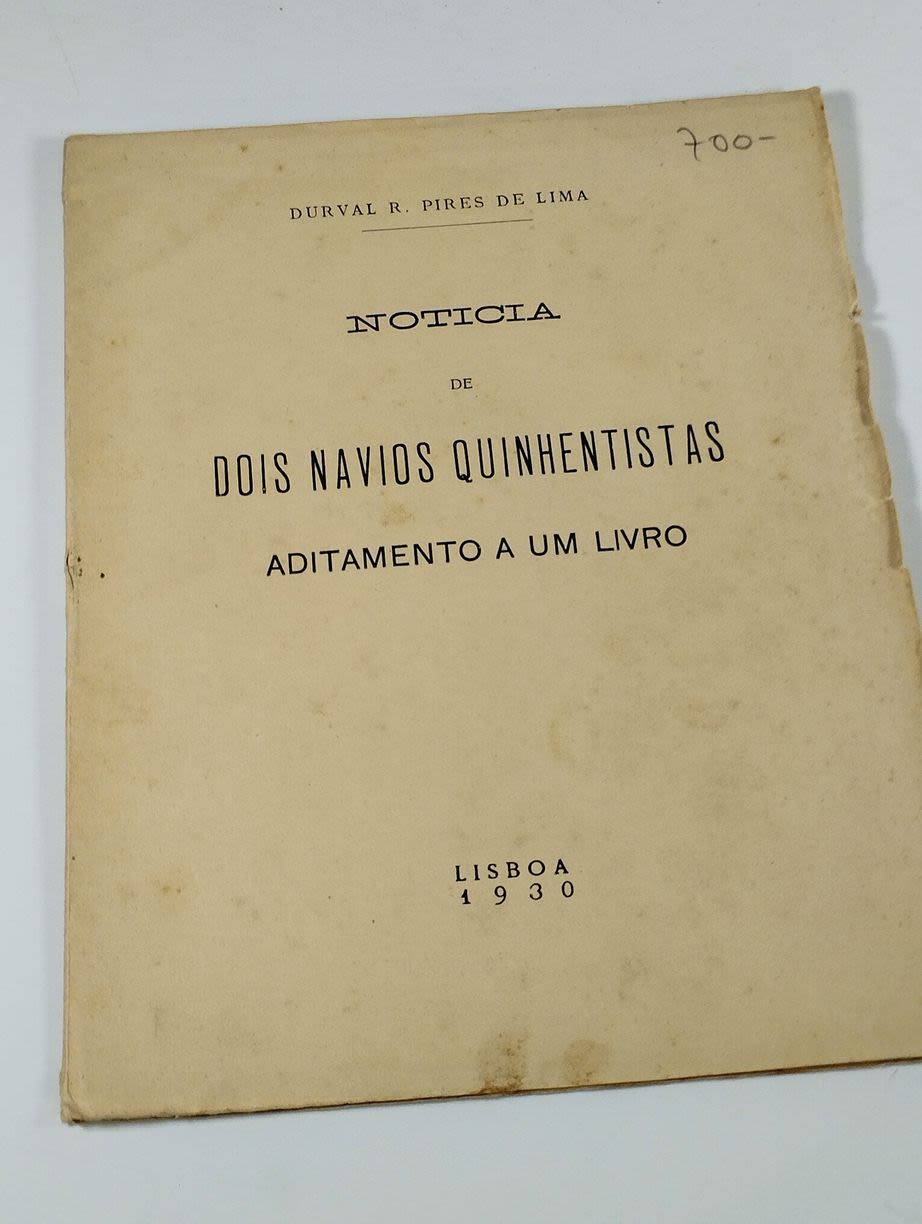 700-
DURVAL R. PIRES DE LIMA
NOTICIA
DE
DOIS NAVIOS QUINHENTISTAS
ADITAMENTO A UM LIVRO
LISBOA
1930